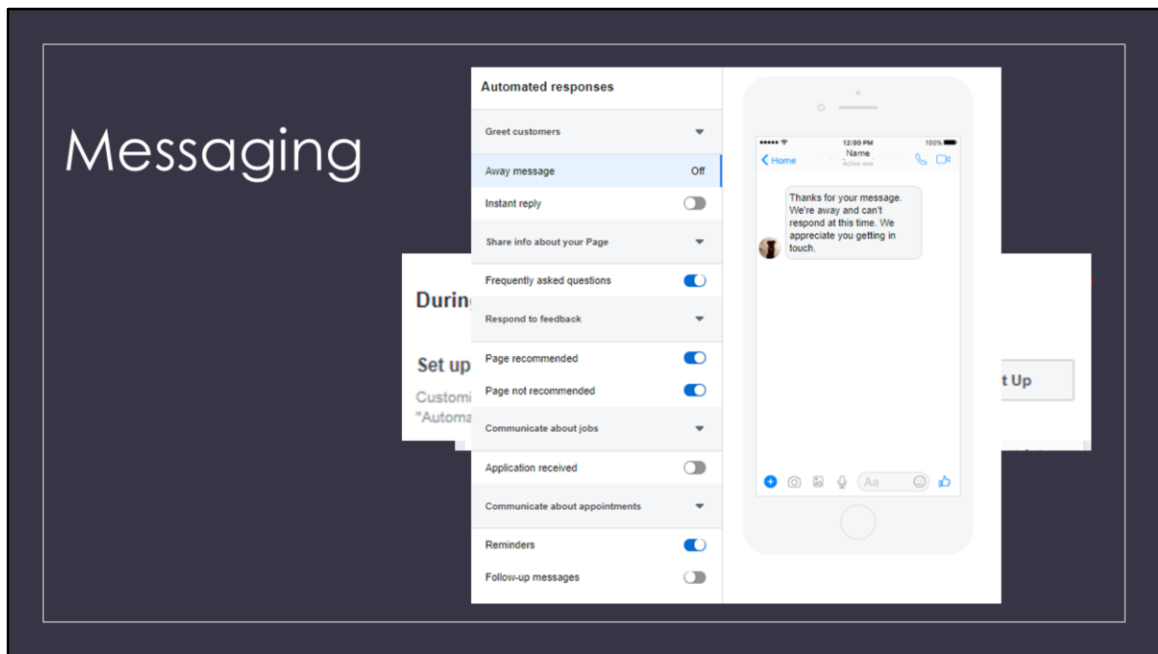 Messaging
Automated responses
Greet customers
Away message Off
Instant reply
Share info about your Page
Frequently asked questions
Respond to feedback
Page recommended
Page not recommended
Communicate about jobs
Application received
Communicate about appointments
Reminders
Follow-up messages
12:00 PM 100%
Home Name
Active now
Thanks for your message.
We're away and can't
respond at this time. We
appreciate you getting in
touch.
Aa
Durin
Set up
Customi
"Automa
t Up